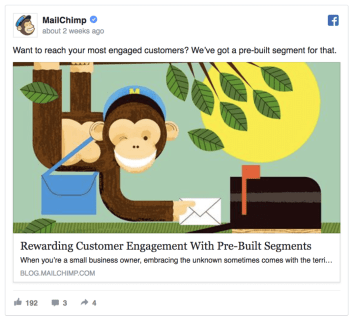 MailChimp
about 2 weeks ago
Want to reach your most engaged customers? We've got a pre-built segment for that.
M
Rewarding Customer Engagement With Pre-Built Segments
When you're a small business owner, embracing the unknown sometimes comes with the terri...
BLOG.MAILCHIMP.COM
192 3 4